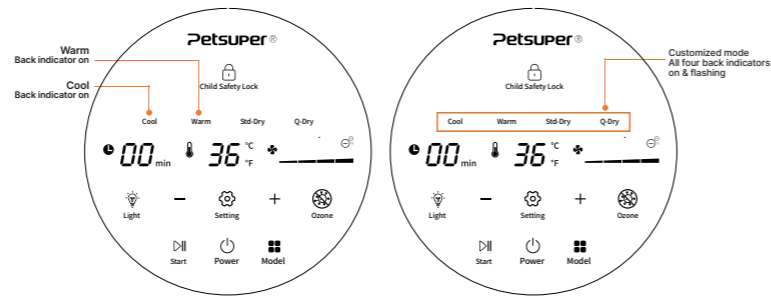 Petsuper®
Warm
Back indicator on
Child Safety Lock
Cool
Back indicator on
Cool Warm Std-Dry Q-Dry
00 min 36 °C °F
Light − Setting + Ozone
Start Power Model
Petsuper®
Customized mode
All four back indicators
on & flashing
Child Safety Lock
Cool Warm Std-Dry Q-Dry
00 min 36 °C °F
Light − Setting + Ozone
Start Power Model